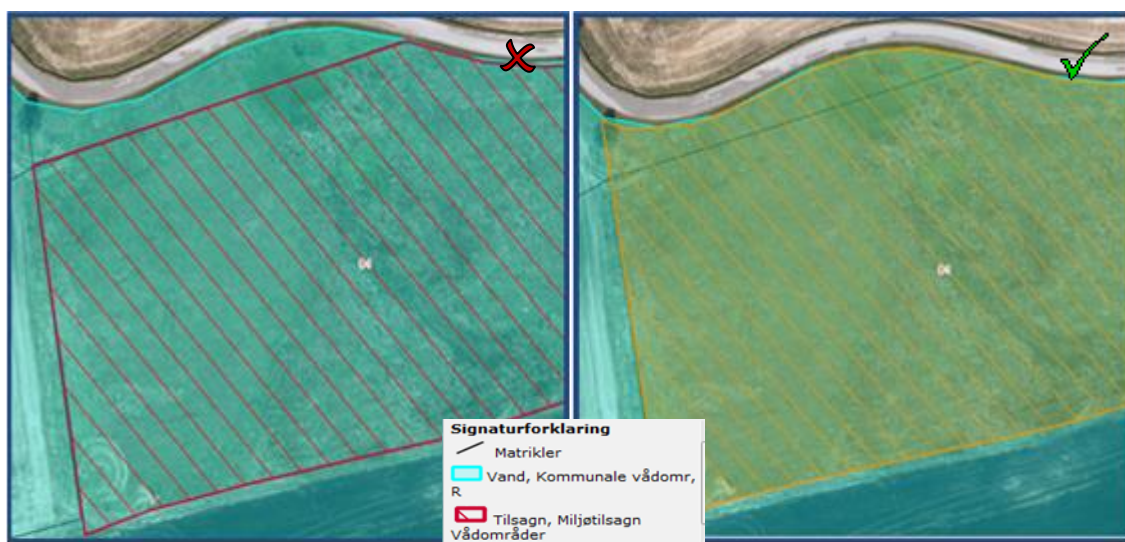 Signaturforklaring
Matrikler
Vand, Kommunale vådomr,
R
Tilsagn, Miljøtilsagn
Vådområder